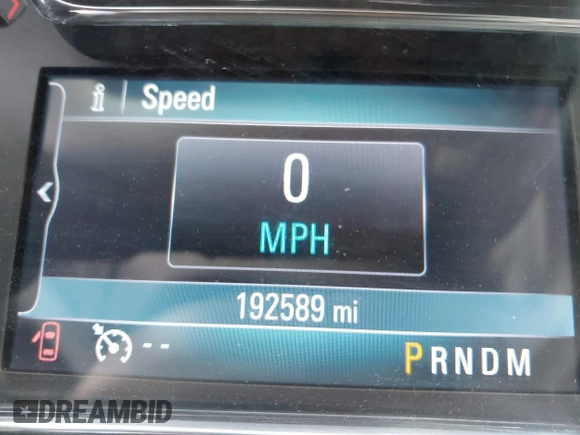 i | Speed
0
MPH
192589 mi
-- PRNDM
DREAMBID